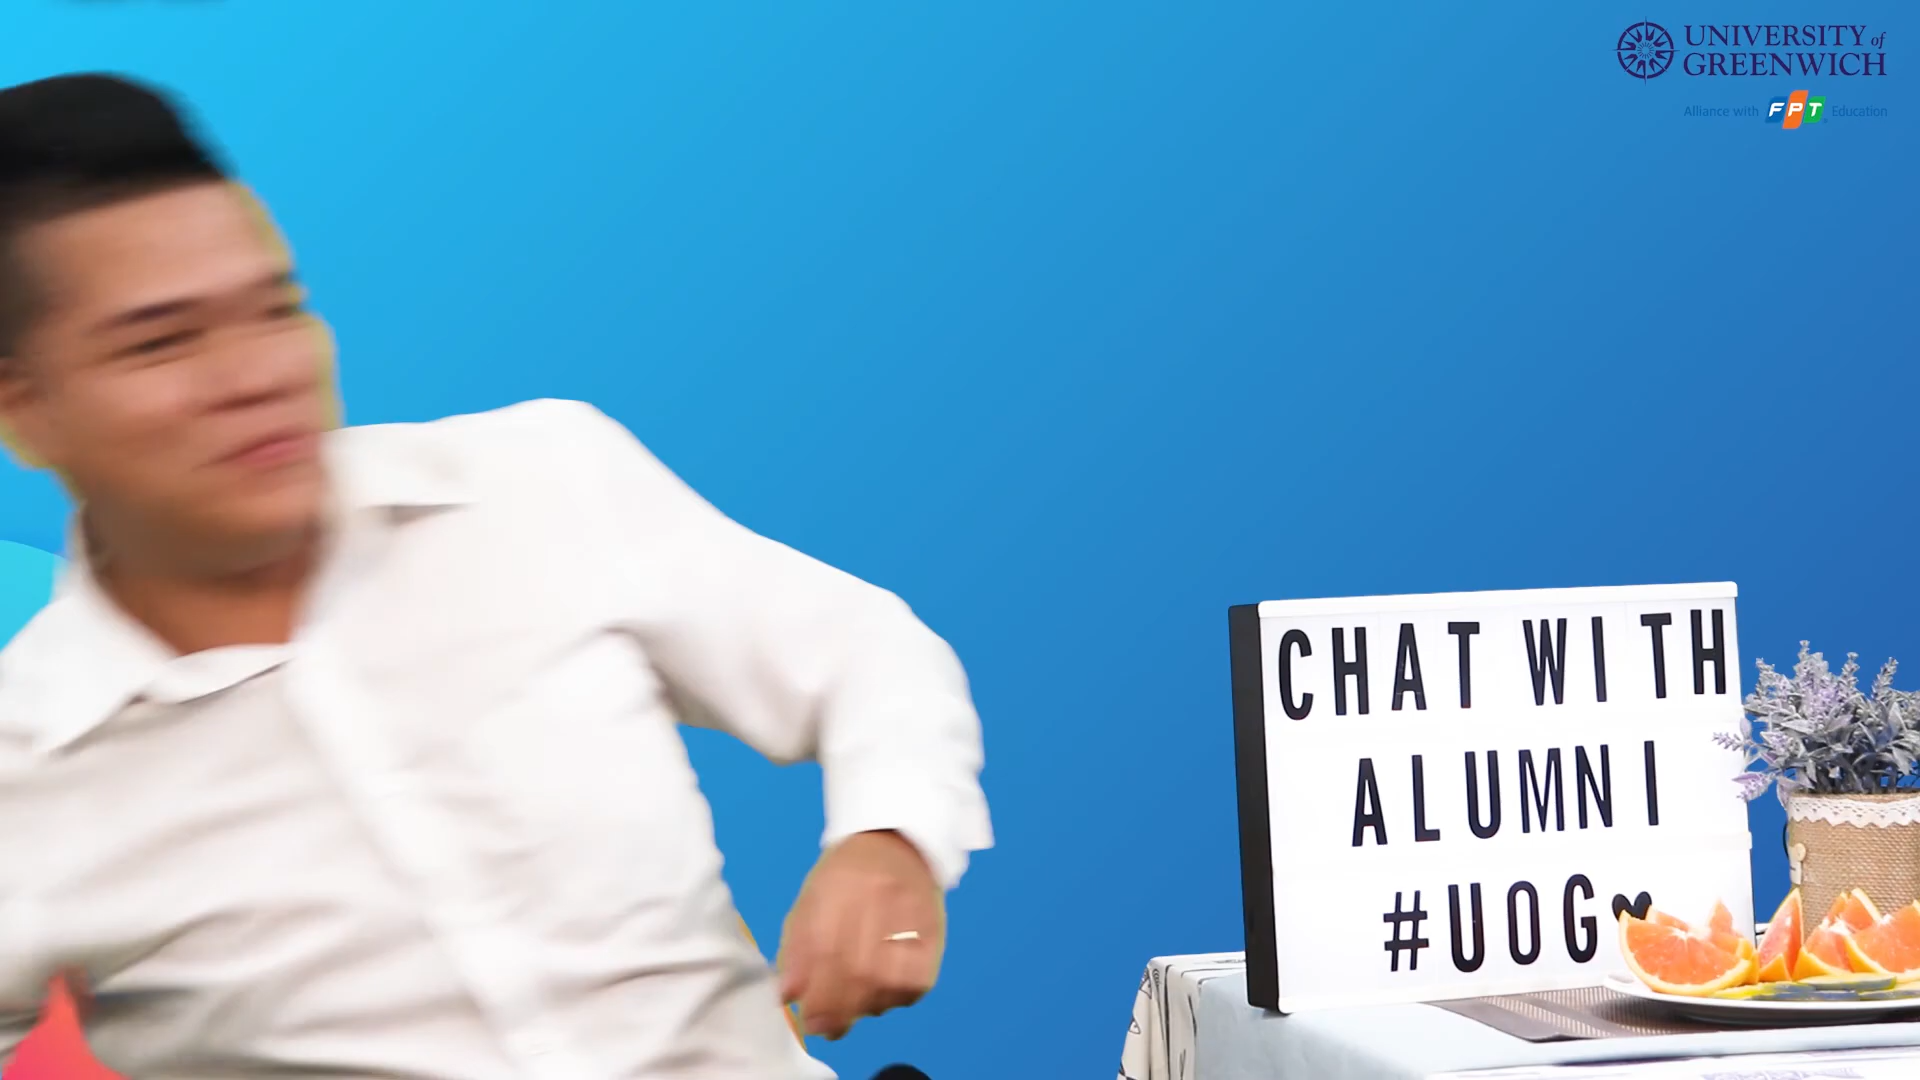 UNIVERSITY of
GREENWICH
Alliance with FPT Education
CHAT WITH
ALUMNI
#UOG♥